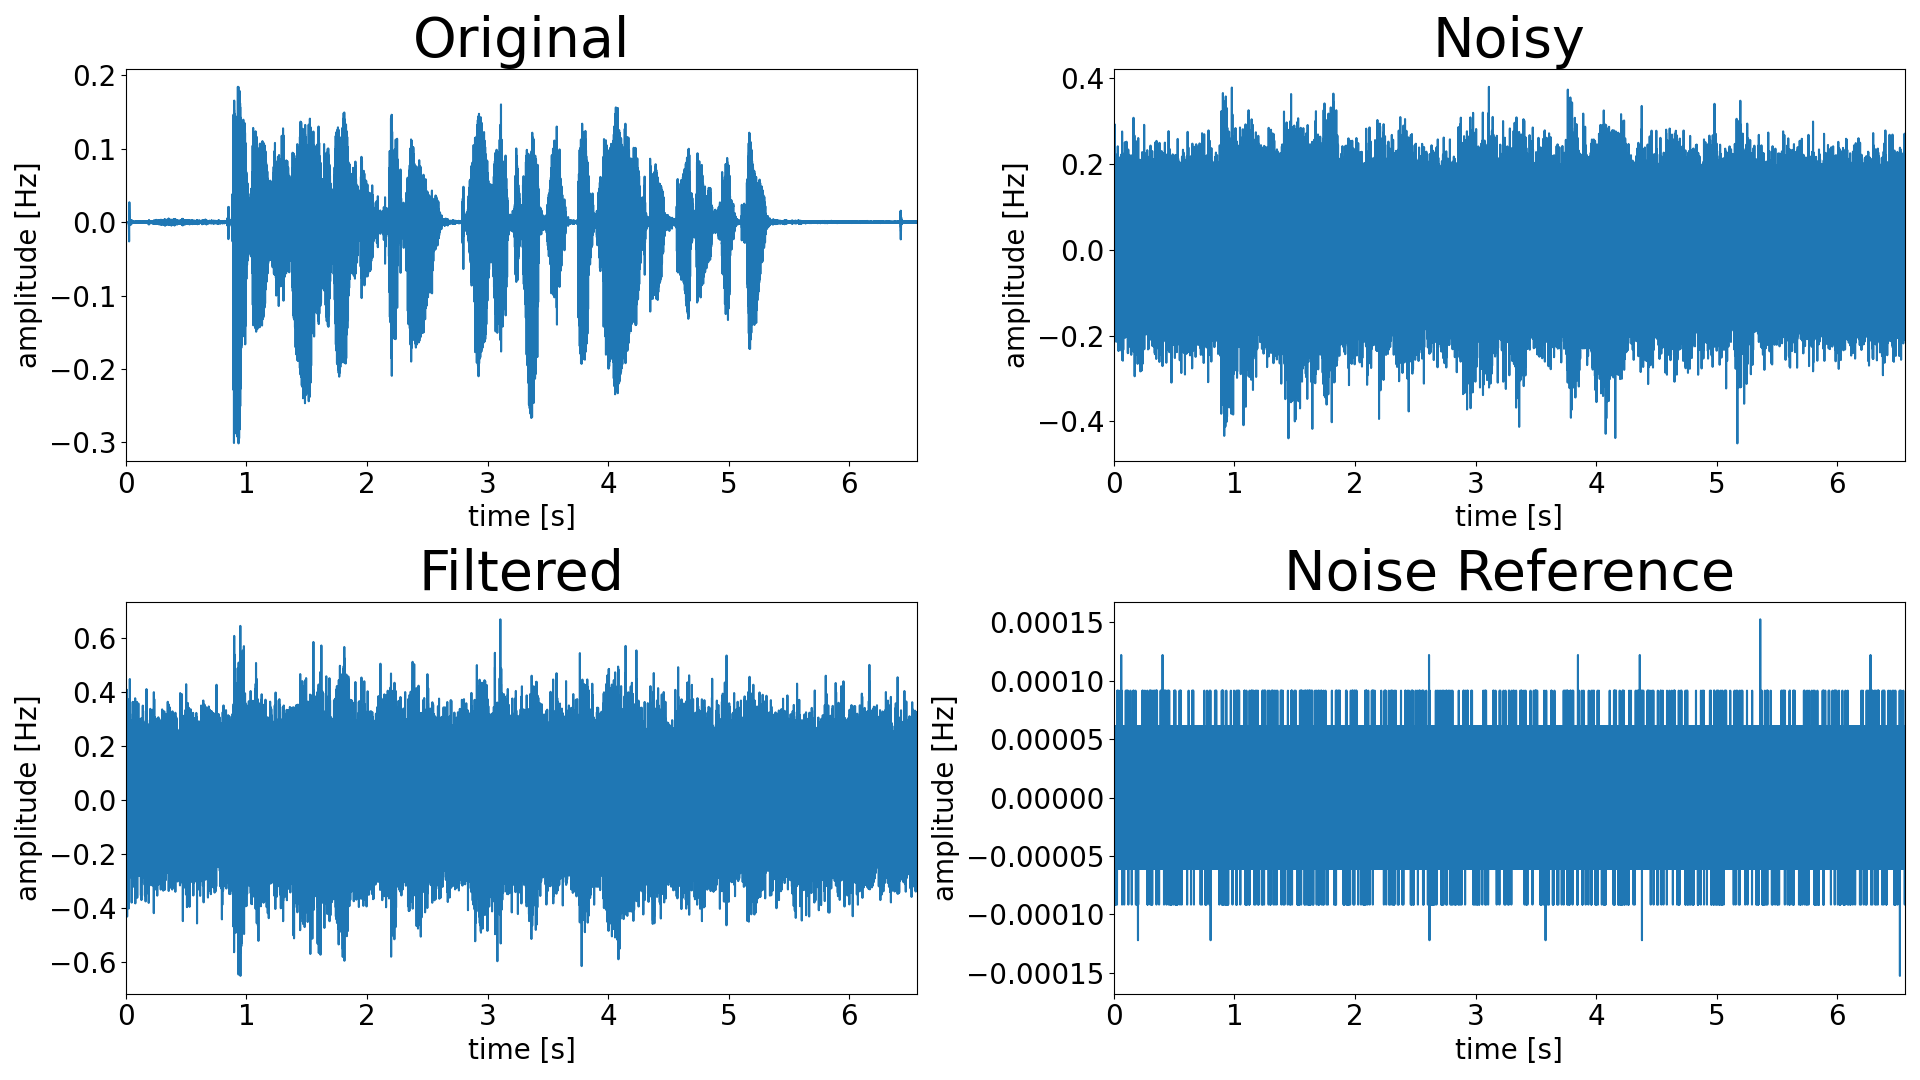 Original
0.2
0.1
0.0
−0.1
−0.2
−0.3
amplitude [Hz]
0 1 2 3 4 5 6
time [s]
Noisy
0.4
0.2
0.0
−0.2
−0.4
amplitude [Hz]
0 1 2 3 4 5 6
time [s]
Filtered
0.6
0.4
0.2
0.0
−0.2
−0.4
−0.6
amplitude [Hz]
0 1 2 3 4 5 6
time [s]
Noise Reference
0.00015
0.00010
0.00005
0.00000
−0.00005
−0.00010
−0.00015
amplitude [Hz]
0 1 2 3 4 5 6
time [s]